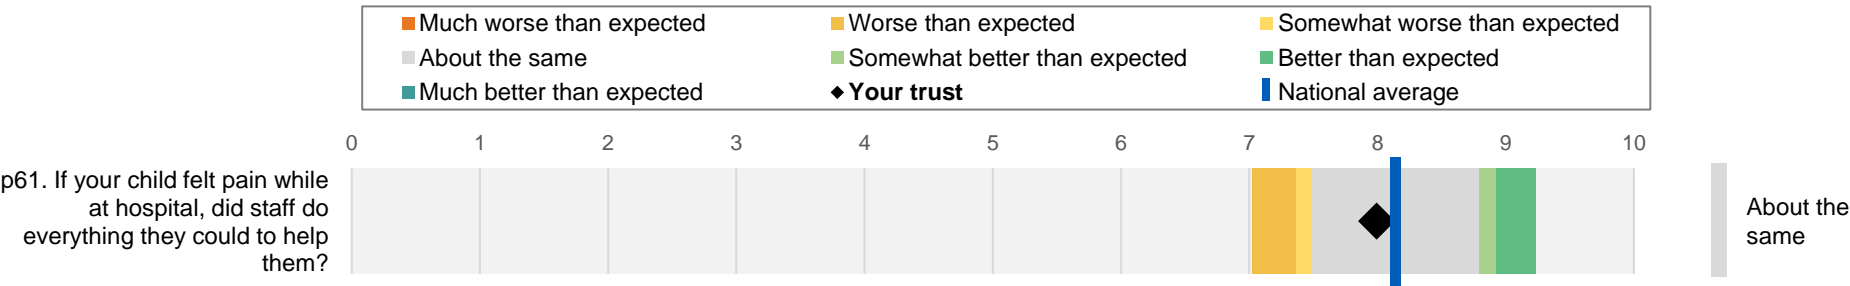 Much worse than expected
Worse than expected
Somewhat worse than expected
About the same
Somewhat better than expected
Better than expected
Much better than expected
Your trust
National average
0 1 2 3 4 5 6 7 8 9 10
p61. If your child felt pain while
at hospital, did staff do
everything they could to help
them?
About the
same